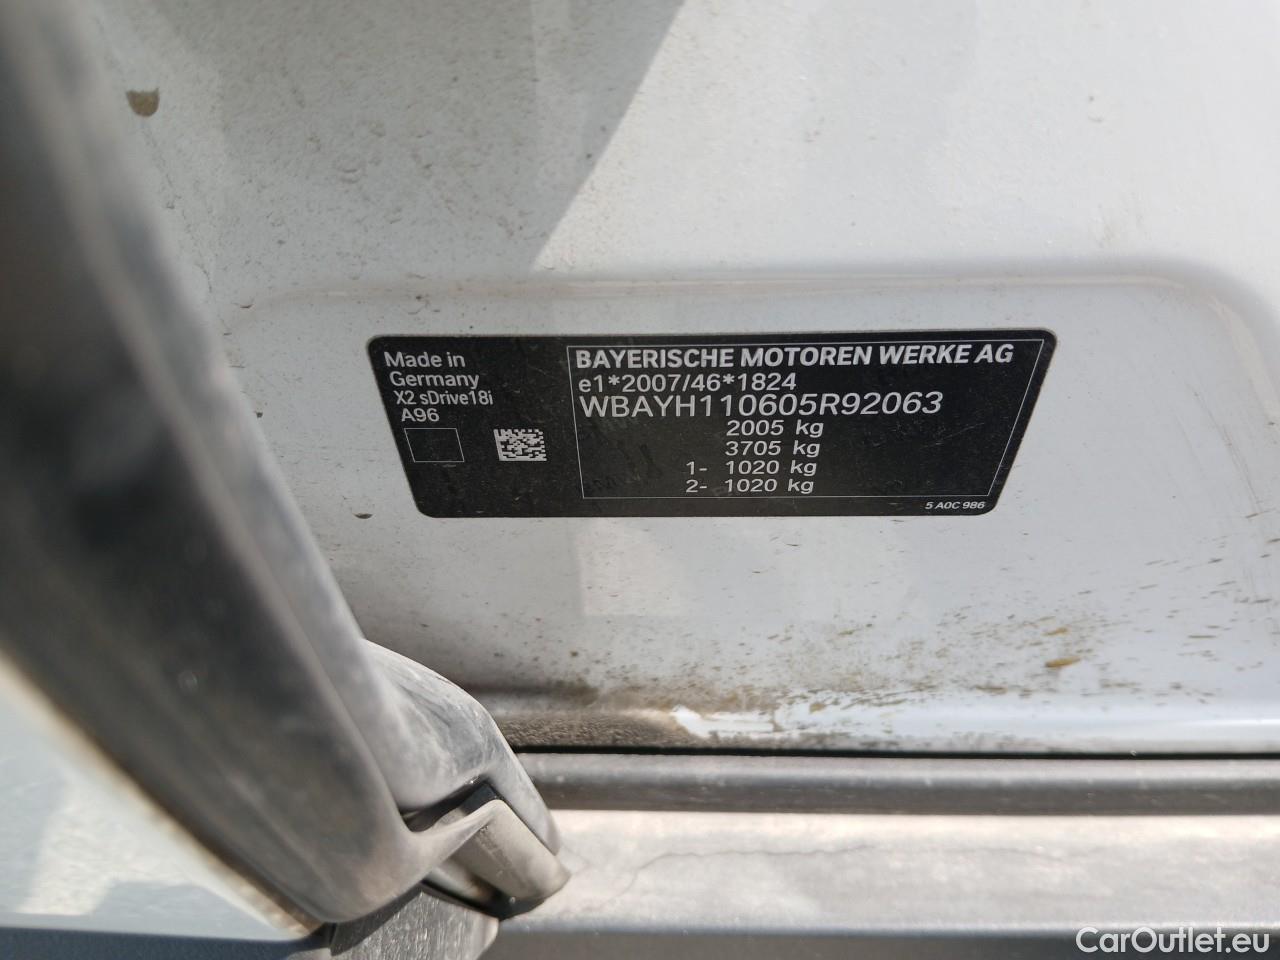 Made in
Germany
X2 sDrive18i
A96
BAYERISCHE MOTOREN WERKE AG
e1*2007/46*1824
WBAYH110605R92063
2005 kg
3705 kg
1- 1020 kg
2- 1020 kg
5 A0C 986
CarOutlet.eu